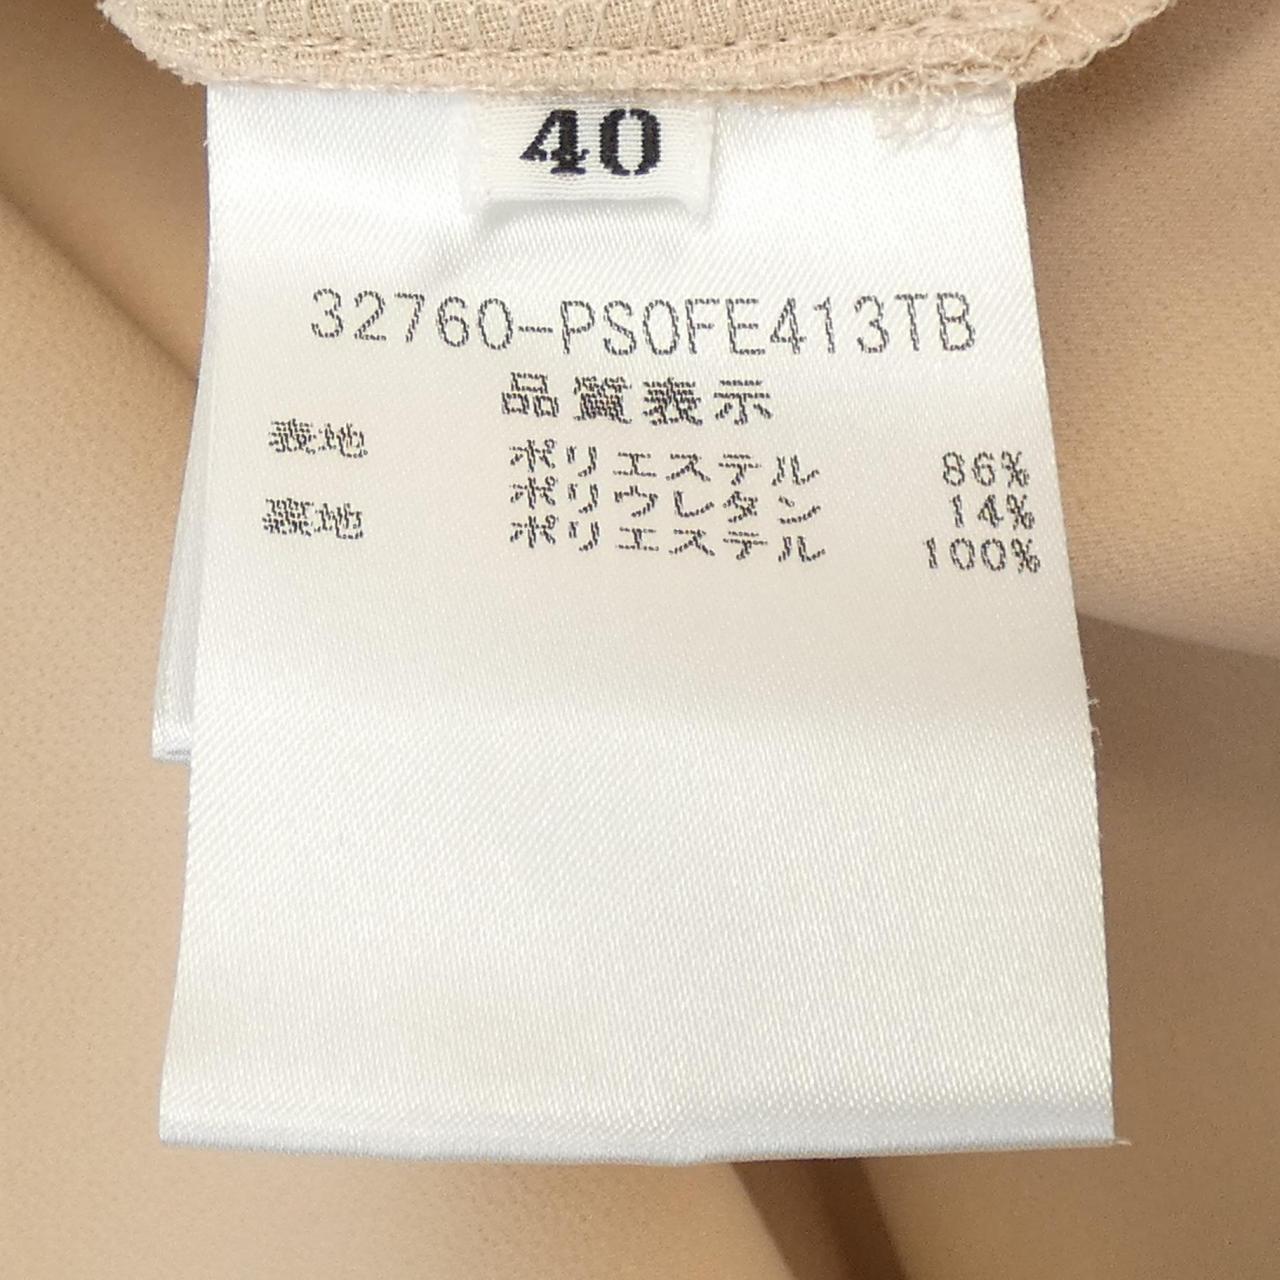 40
32760-PS0FE413TB
品質表示
表地 ポリエステル 86%
ポリウレタン 14%
裏地 ポリエステル 100%